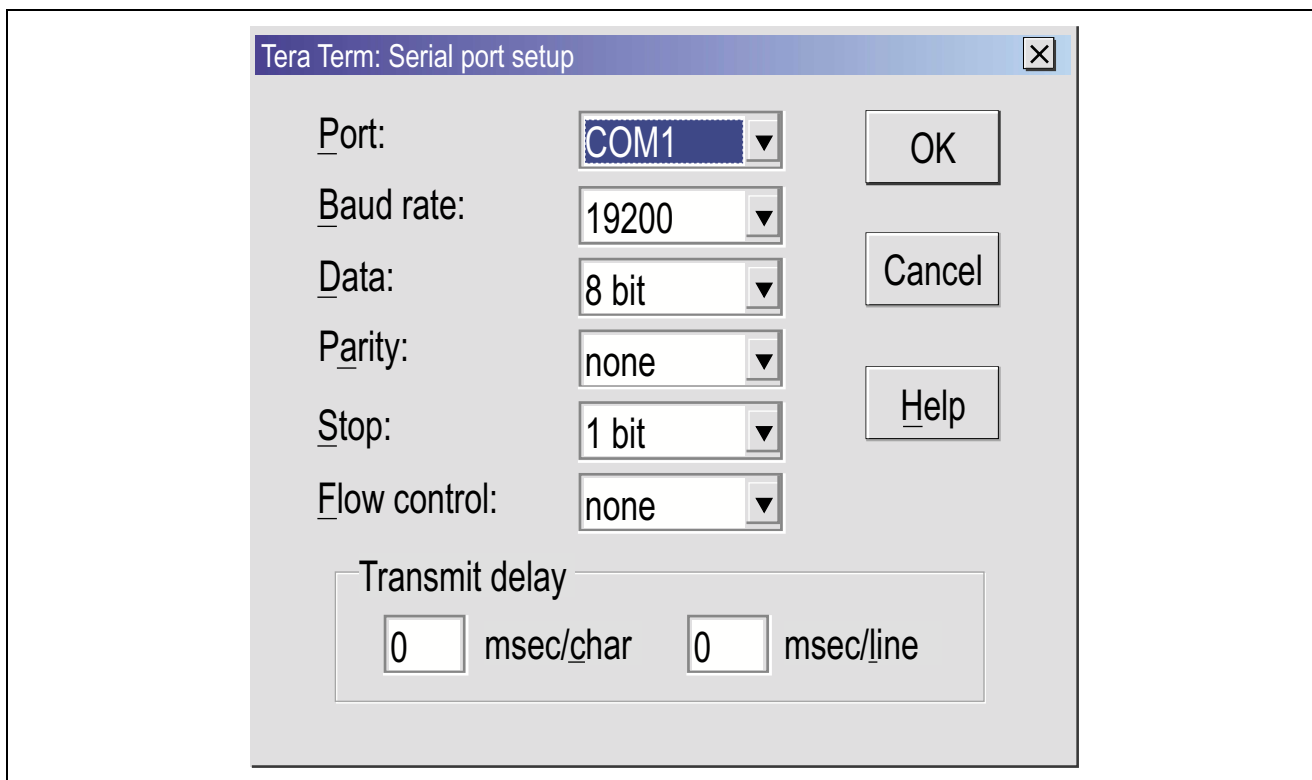 Tera Term: Serial port setup
Port: COM1 OK
Baud rate: 19200
Data: 8 bit Cancel
Parity: none
Stop: 1 bit Help
Flow control: none
Transmit delay
0 msec/char 0 msec/line